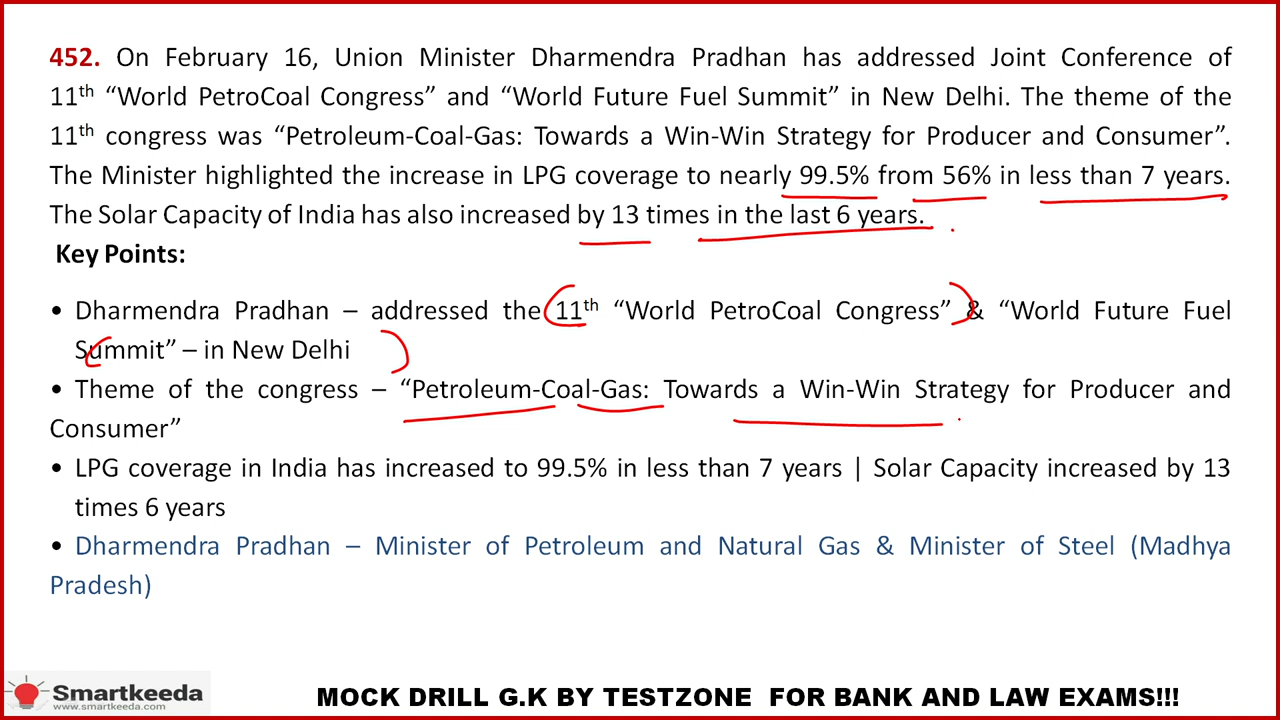 452. On February 16, Union Minister Dharmendra Pradhan has addressed Joint Conference of
11th “World PetroCoal Congress” and “World Future Fuel Summit” in New Delhi. The theme of the
11th congress was “Petroleum-Coal-Gas: Towards a Win-Win Strategy for Producer and Consumer”.
The Minister highlighted the increase in LPG coverage to nearly 99.5% from 56% in less than 7 years.
The Solar Capacity of India has also increased by 13 times in the last 6 years.
Key Points:
• Dharmendra Pradhan – addressed the 11th “World PetroCoal Congress” & “World Future Fuel
Summit” – in New Delhi
• Theme of the congress – “Petroleum-Coal-Gas: Towards a Win-Win Strategy for Producer and
Consumer”
• LPG coverage in India has increased to 99.5% in less than 7 years | Solar Capacity increased by 13
times 6 years
• Dharmendra Pradhan – Minister of Petroleum and Natural Gas & Minister of Steel (Madhya
Pradesh)
Smartkeeda
www.smartkeeda.com
MOCK DRILL G.K BY TESTZONE FOR BANK AND LAW EXAMS!!!